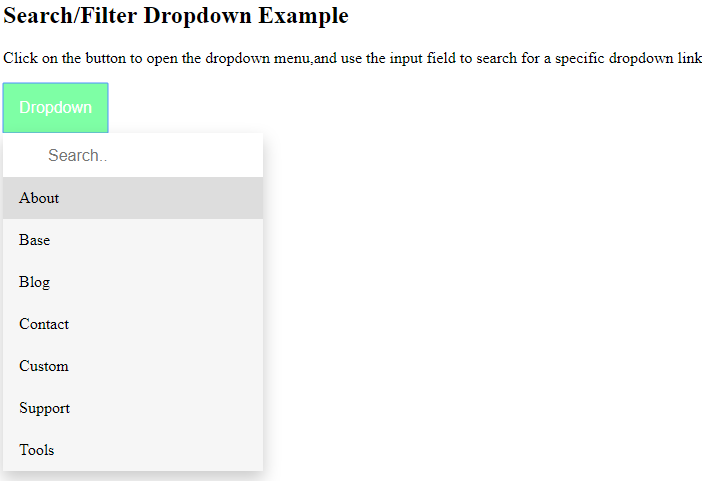 Search/Filter Dropdown Example
Click on the button to open the dropdown menu,and use the input field to search for a specific dropdown link
Dropdown
Search..
About
Base
Blog
Contact
Custom
Support
Tools